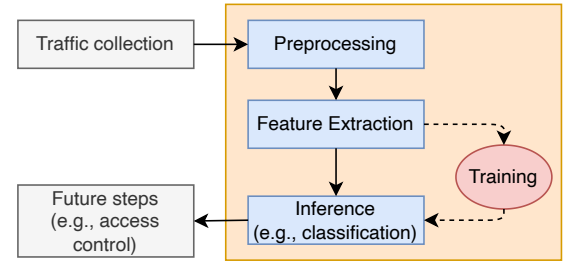 Traffic collection
Preprocessing
Feature Extraction
Training
Inference
(e.g., classification)
Future steps
(e.g., access
control)